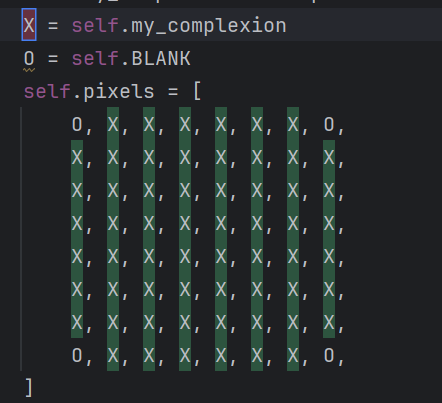 X = self.my_complexion
O = self.BLANK
self.pixels = [
O, X, X, X, X, X, X, O,
X, X, X, X, X, X, X, X,
X, X, X, X, X, X, X, X,
X, X, X, X, X, X, X, X,
X, X, X, X, X, X, X, X,
X, X, X, X, X, X, X, X,
X, X, X, X, X, X, X, X,
O, X, X, X, X, X, X, O,
]